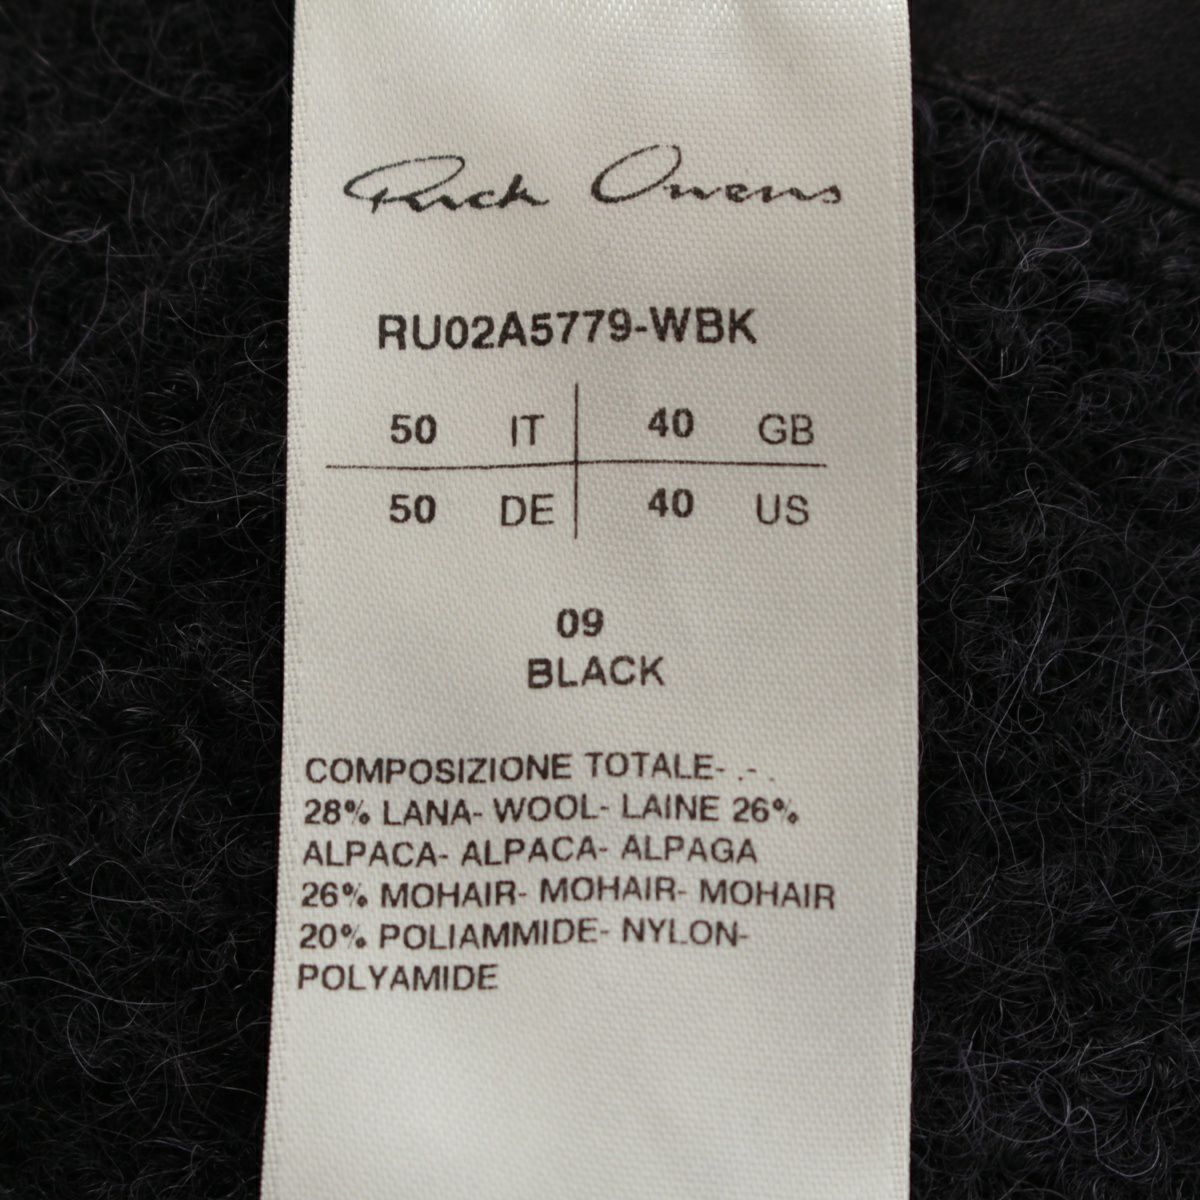 Rick Owens
RU02A5779-WBK
50 IT 40 GB
50 DE 40 US
09
BLACK
COMPOSIZIONE TOTALE- .- .
28% LANA- WOOL- LAINE 26%
ALPACA- ALPACA- ALPAGA
26% MOHAIR- MOHAIR- MOHAIR
20% POLIAMMIDE- NYLON-
POLYAMIDE